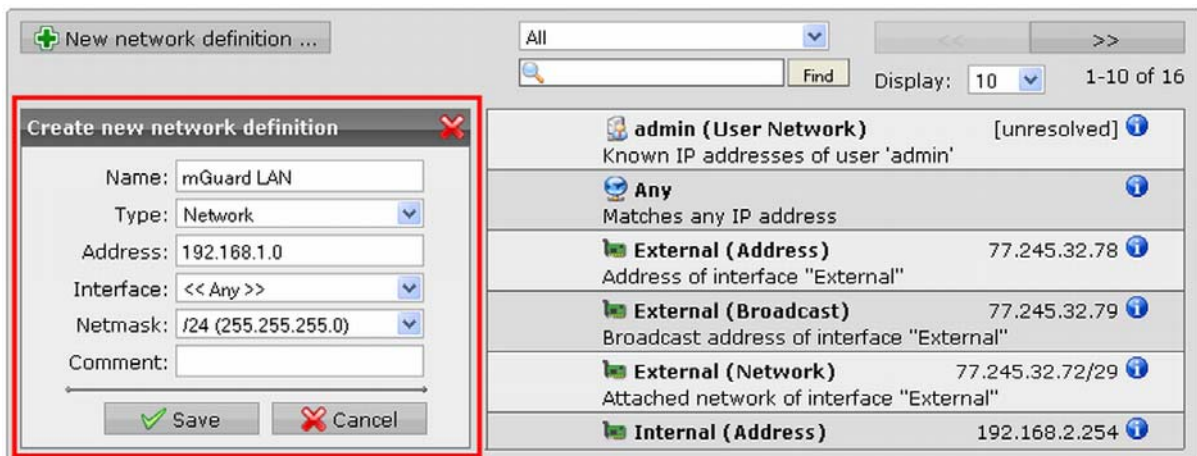 New network definition ...
All
<<
>>
Find
Display: 10
1-10 of 16
Create new network definition
Name: mGuard LAN
Type: Network
Address: 192.168.1.0
Interface: << Any >>
Netmask: /24 (255.255.255.0)
Comment:
Save
Cancel
admin (User Network) [unresolved]
Known IP addresses of user 'admin'
Any
Matches any IP address
External (Address) 77.245.32.78
Address of interface "External"
External (Broadcast) 77.245.32.79
Broadcast address of interface "External"
External (Network) 77.245.32.72/29
Attached network of interface "External"
Internal (Address) 192.168.2.254